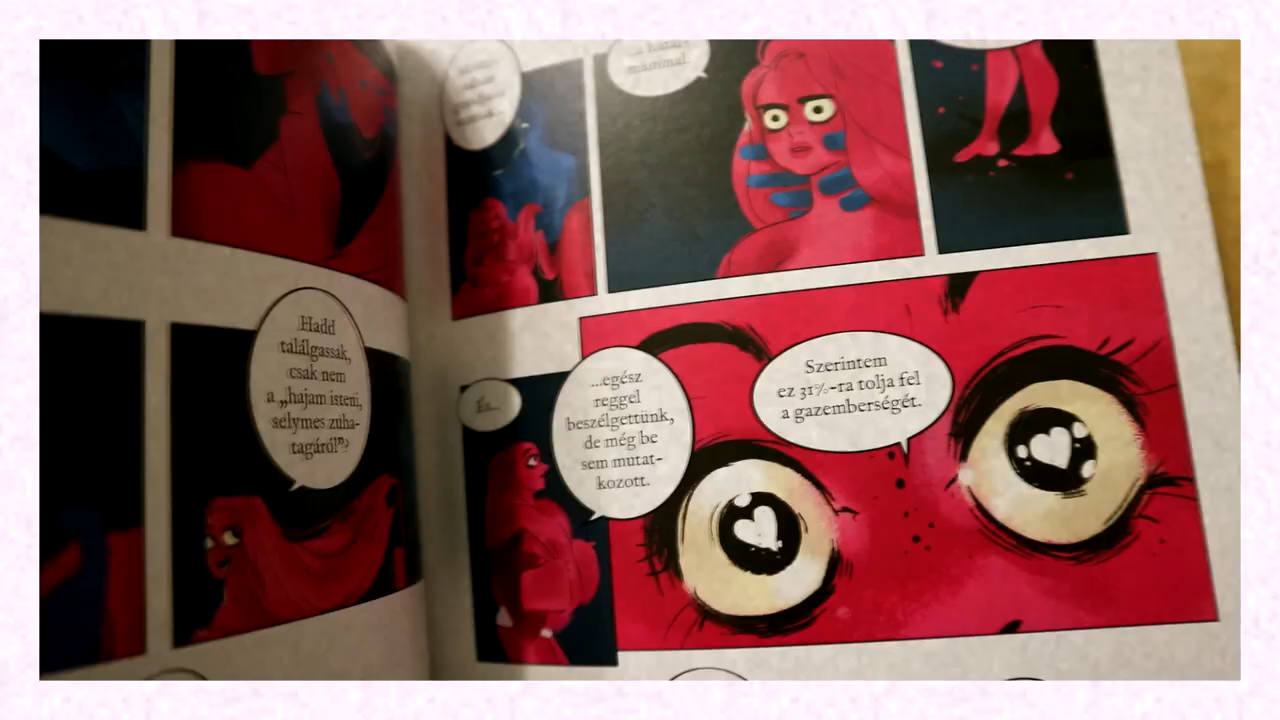 Hadd
találgassak,
csak nem
a „hajam isteni,
selymes zuha-
tagáról”?
mámmal.
És...
...egész
reggel
beszélgettünk,
de még be
sem mutat-
kozott.
Szerintem
ez 31%-ra tolja fel
a gazemberségét.